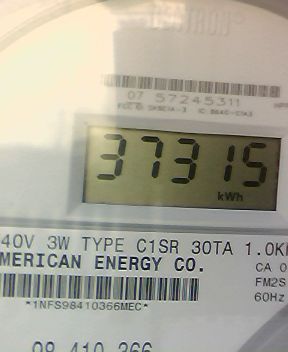 07 57245311
37315
kWh
40V 3W TYPE C1SR 30TA 1.0K
MERICAN ENERGY CO.
CA 0
FM2S
60Hz
*1NFS98410366MEC*
98 410 366